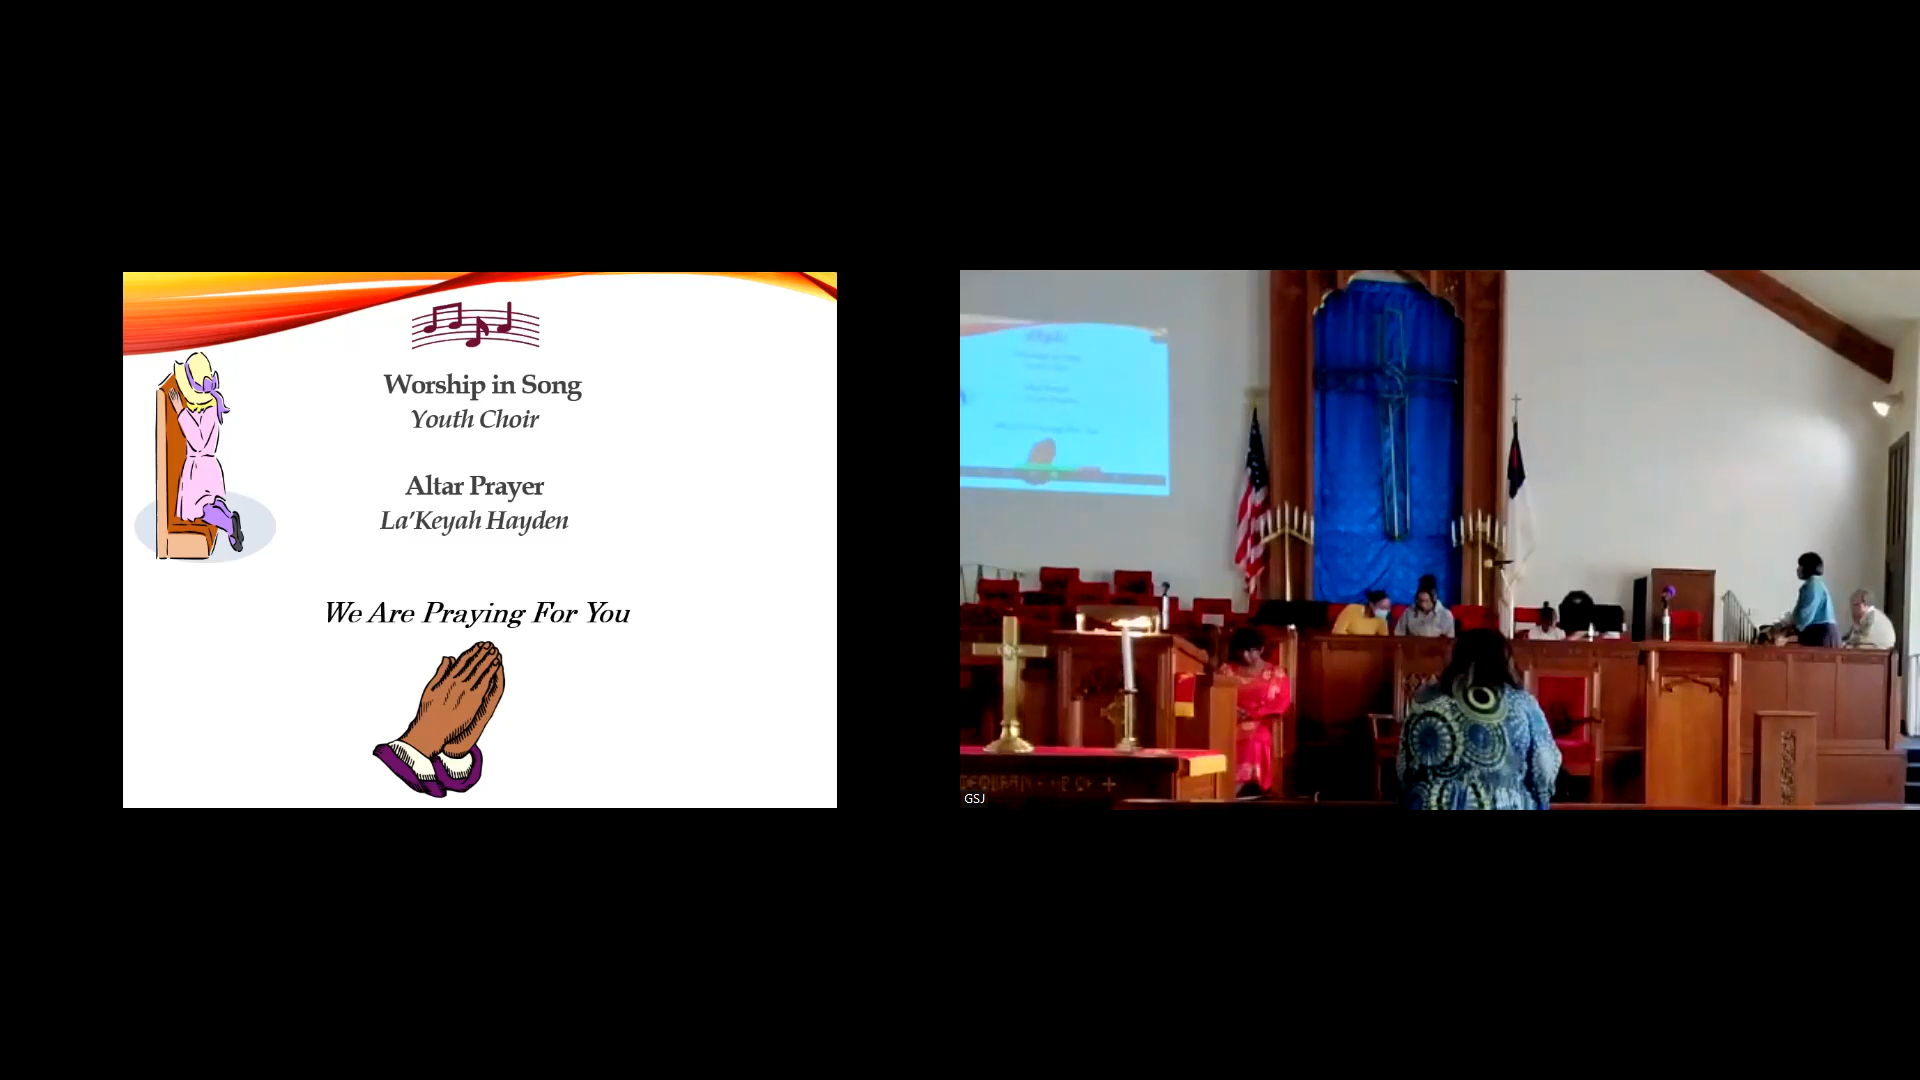 Worship in Song
Youth Choir
Altar Prayer
La'Keyah Hayden
We Are Praying For You
GSJ